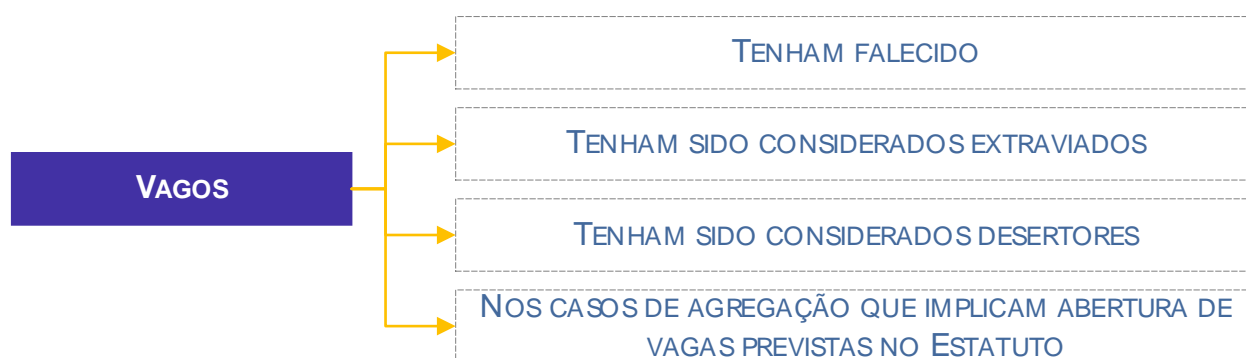 TENHAM FALECIDO
TENHAM SIDO CONSIDERADOS EXTRAVIADOS
VAGOS
TENHAM SIDO CONSIDERADOS DESERTORES
NOS CASOS DE AGREGAÇÃO QUE IMPLICAM ABERTURA DE
VAGAS PREVISTAS NO ESTATUTO